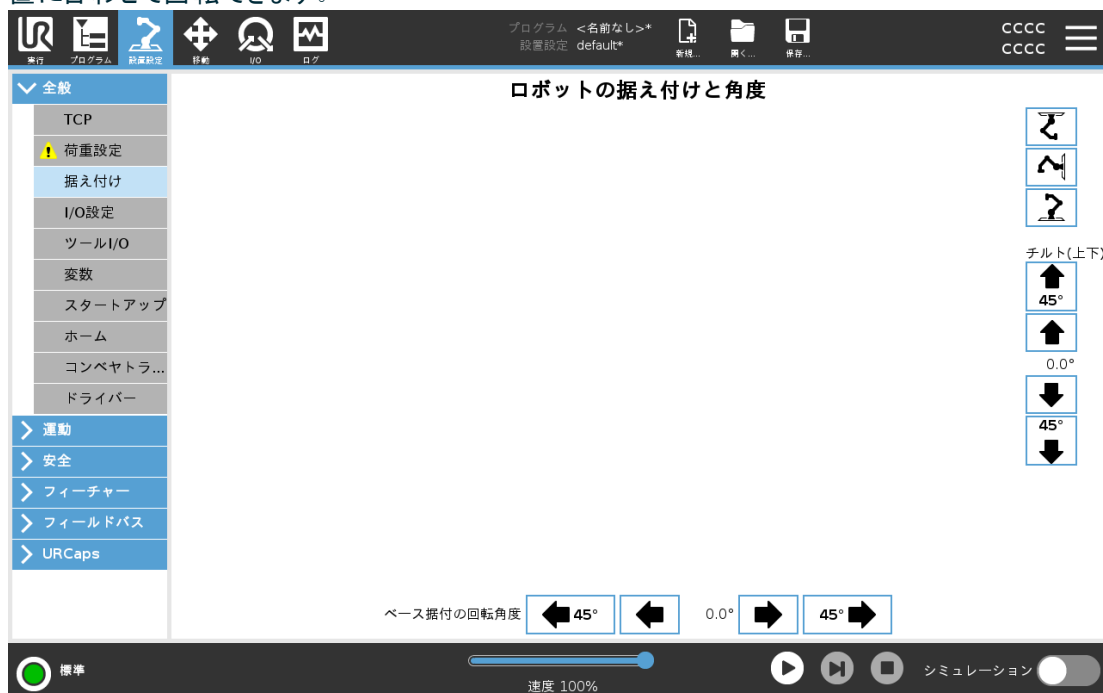 プログラム <名前なし>*
設置設定 default*
cccc
cccc
UR
実行
プログラム
設置設定
移動
I/O
ログ
新規...
開く...
保存...
全般
ロボットの据え付けと角度
TCP
荷重設定
据え付け
I/O設定
ツールI/O
変数
スタートアップ
ホーム
コンベヤトラ...
ドライバー
運動
安全
フィーチャー
フィールドバス
URCaps
チルト(上下)
45°
0.0°
45°
ベース据付の回転角度 45° 0.0° 45°
標準
速度 100%
シミュレーション